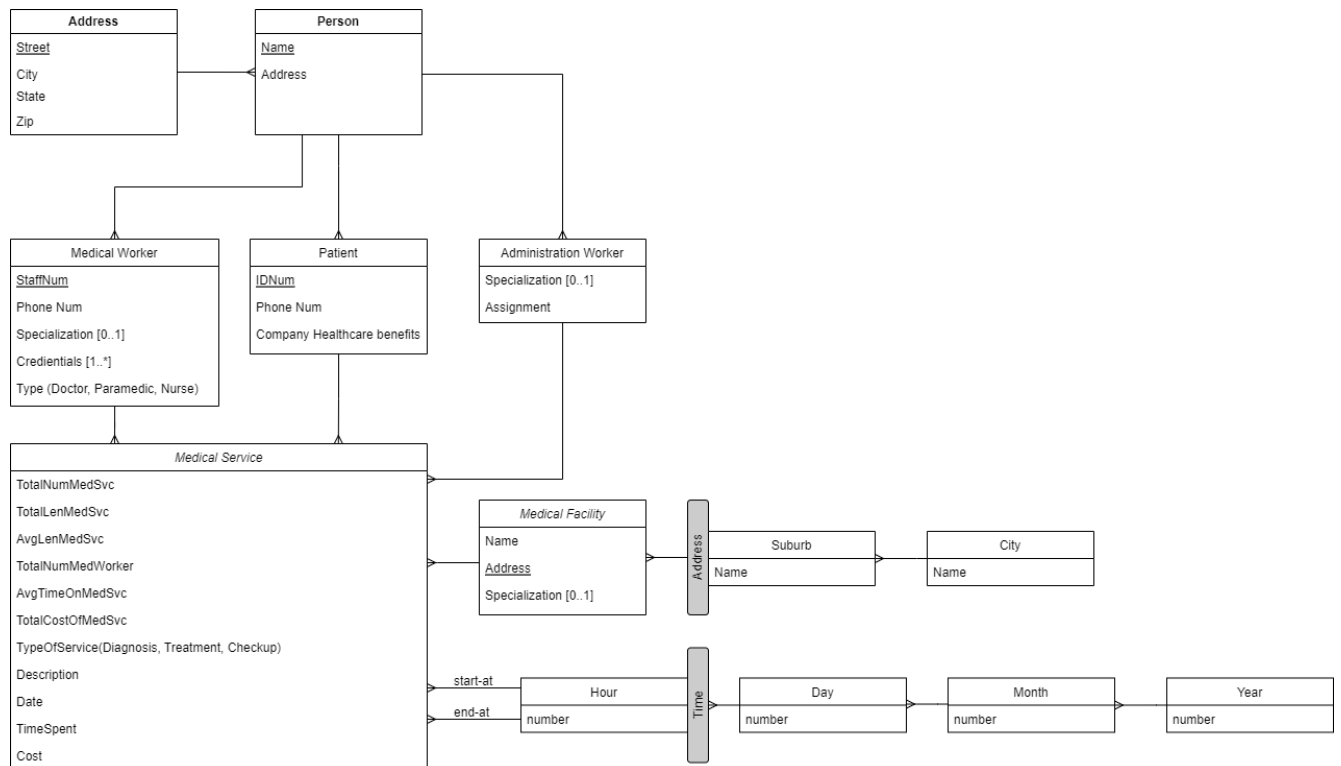 Address
Street
City
State
Zip
Person
Name
Address
Medical Worker
StaffNum
Phone Num
Specialization [0..1]
Credientials [1..*]
Type (Doctor, Paramedic, Nurse)
Patient
IDNum
Phone Num
Company Healthcare benefits
Administration Worker
Specialization [0..1]
Assignment
Medical Service
TotalNumMedSvc
TotalLenMedSvc
AvgLenMedSvc
TotalNumMedWorker
AvgTimeOnMedSvc
TotalCostOfMedSvc
TypeOfService(Diagnosis, Treatment, Checkup)
Description
Date
TimeSpent
Cost
Medical Facility
Name
Address
Specialization [0..1]
Address
Suburb
Name
City
Name
start-at
end-at
Hour
number
Time
Day
number
Month
number
Year
number